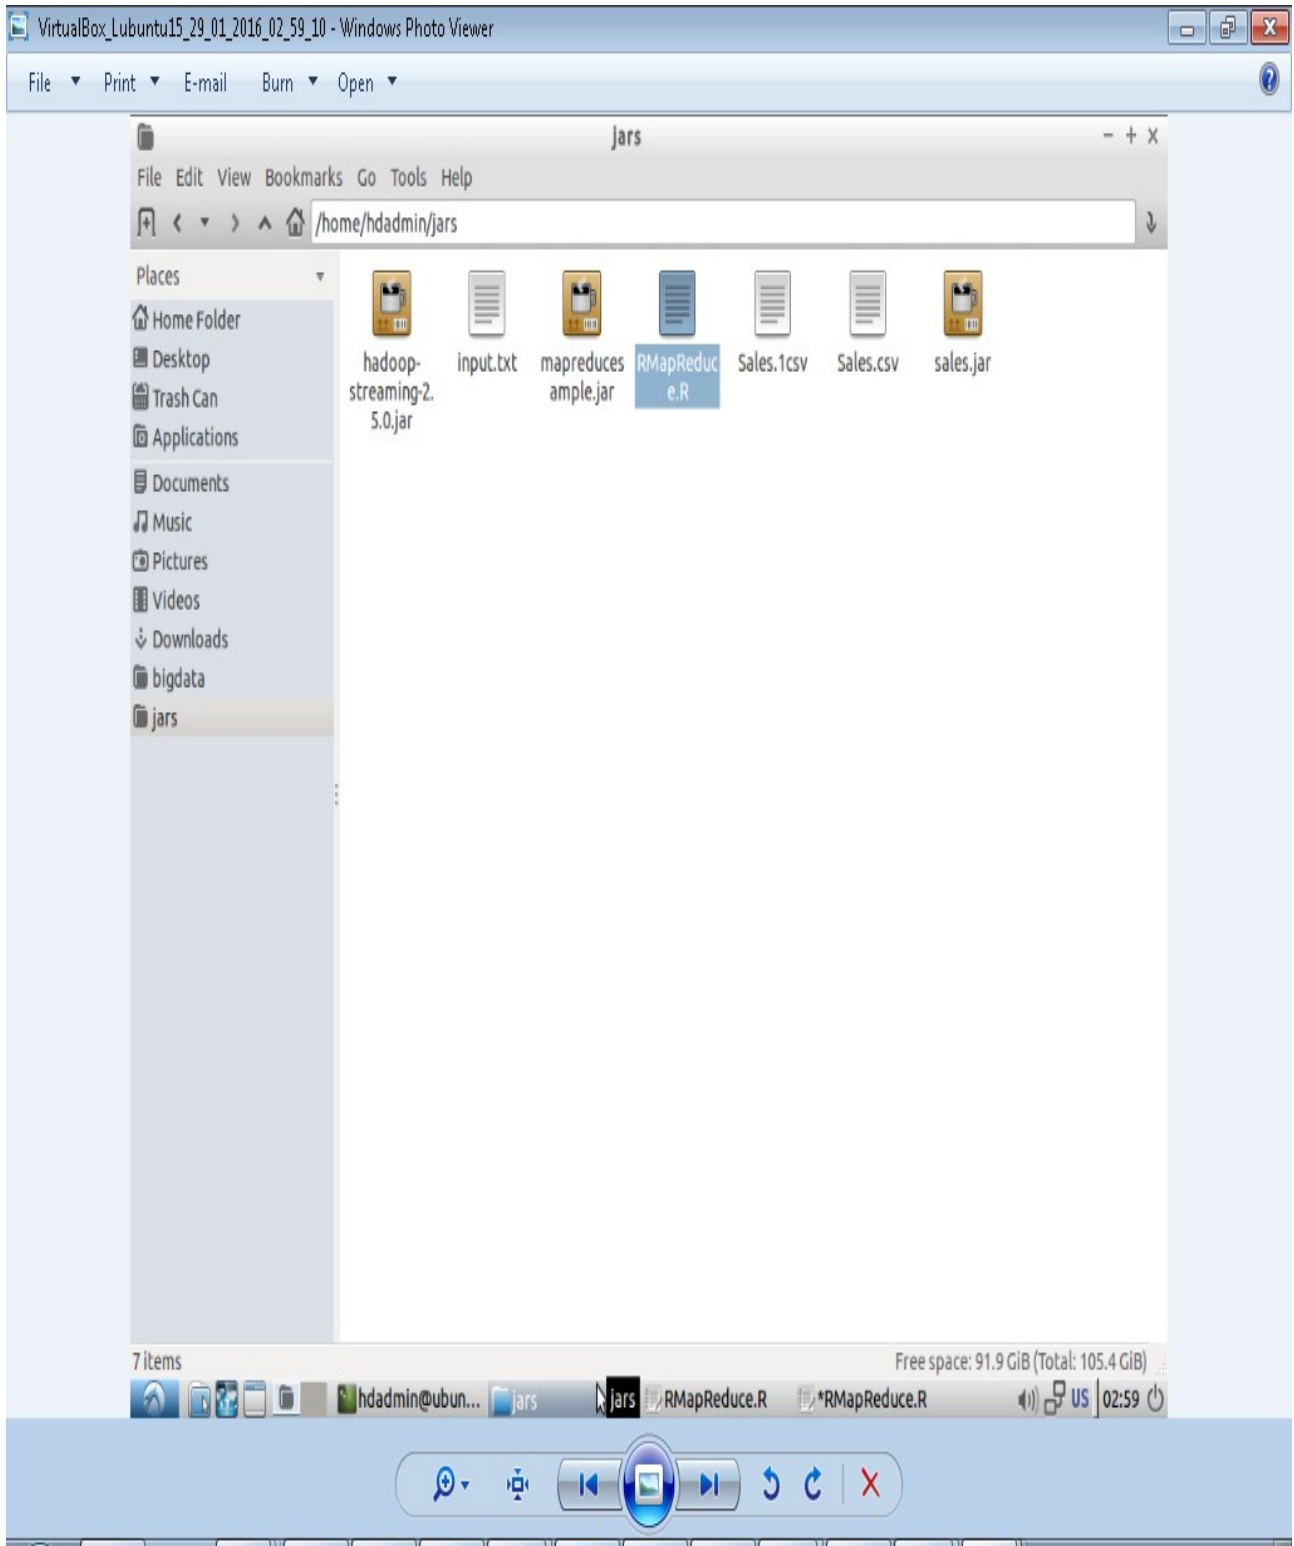 VirtualBox_Lubuntu15_29_01_2016_02_59_10 - Windows Photo Viewer
File Print E-mail Burn Open
jars
File Edit View Bookmarks Go Tools Help
/home/hdadmin/jars
Places
Home Folder
Desktop
Trash Can
Applications
Documents
Music
Pictures
Videos
Downloads
bigdata
jars
hadoop-
streaming-2.
5.0.jar
input.txt
mapreduces
ample.jar
RMapReduc
e.R
Sales.1csv
Sales.csv
sales.jar
7 items
Free space: 91.9 GiB (Total: 105.4 GiB)
hdadmin@ubun... jars jars RMapReduce.R *RMapReduce.R US 02:59